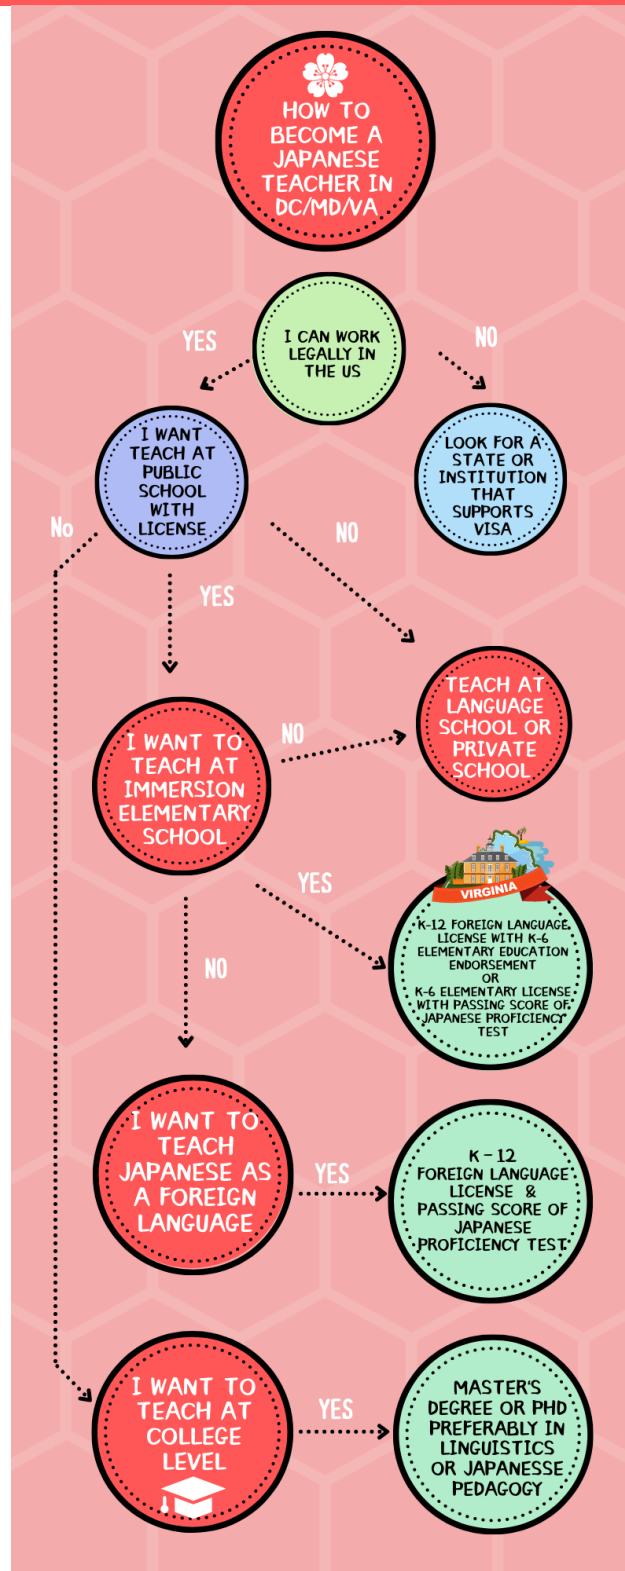 HOW TO
BECOME A
JAPANESE
TEACHER IN
DC/MD/VA
I CAN WORK
LEGALLY IN
THE US
YES
NO
I WANT
TEACH AT
PUBLIC
SCHOOL
WITH
LICENSE
LOOK FOR A
STATE OR
INSTITUTION
THAT
SUPPORTS
VISA
No
NO
YES
TEACH AT
LANGUAGE
SCHOOL OR
PRIVATE
SCHOOL
I WANT TO
TEACH AT
IMMERSION
ELEMENTARY
SCHOOL
NO
YES
VIRGINIA
K-12 FOREIGN LANGUAGE
LICENSE WITH K-6
ELEMENTARY EDUCATION
ENDORSEMENT
OR
K-6 ELEMENTARY LICENSE
WITH PASSING SCORE OF
JAPANESE PROFICIENCY
TEST
NO
I WANT TO
TEACH
JAPANESE AS
A FOREIGN
LANGUAGE
YES
K - 12
FOREIGN LANGUAGE
LICENSE &
PASSING SCORE OF
JAPANESE
PROFICIENCY TEST
I WANT TO
TEACH AT
COLLEGE
LEVEL
YES
MASTER'S
DEGREE OR PHD
PREFERABLY IN
LINGUISTICS
OR JAPANESSE
PEDAGOGY